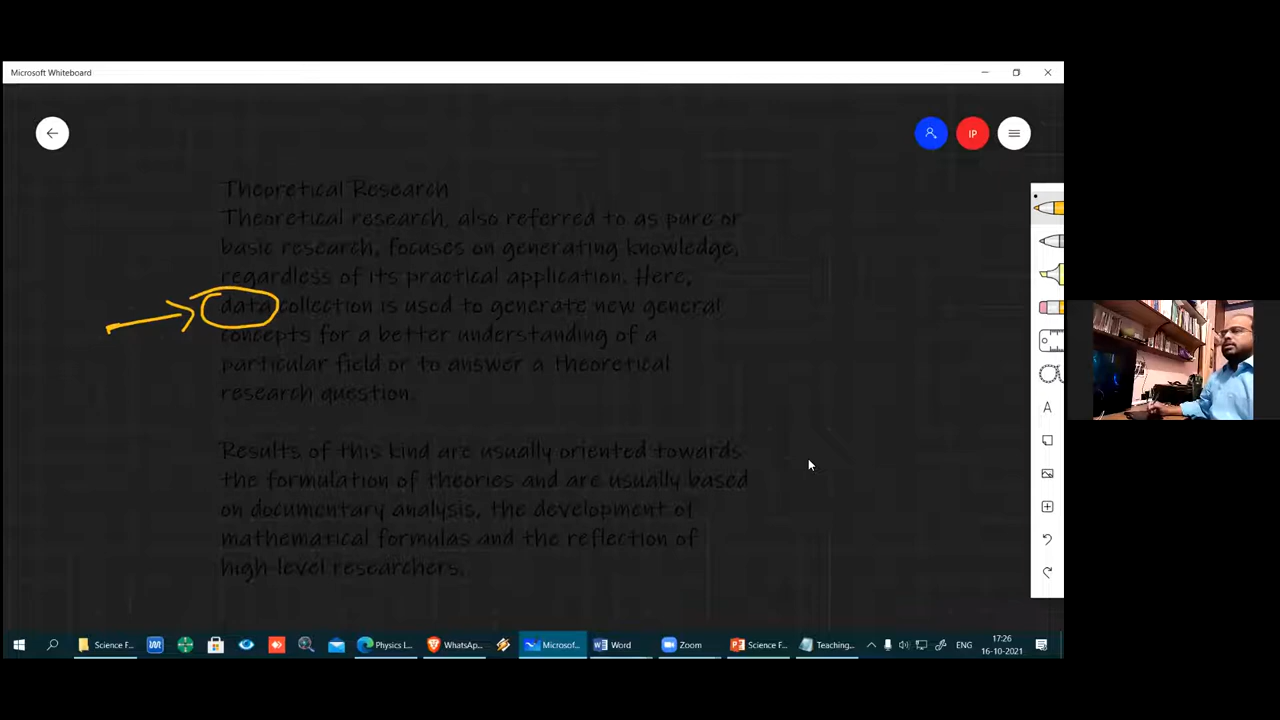 Microsoft Whiteboard
IP
Theoretical Research
Theoretical research, also referred to as pure or
basic research, focuses on generating knowledge,
regardless of its practical application. Here,
data collection is used to generate new general
concepts for a better understanding of a
particular field or to answer a theoretical
research question.
Results of this kind are usually oriented towards
the formulation of theories and are usually based
on documentary analysis, the development of
mathematical formulas and the reflection of
high-level researchers.
A
Science F... Physics L... WhatsAp... Microsof... Word Zoom Science F... Teaching... ENG
17:26
16-10-2021